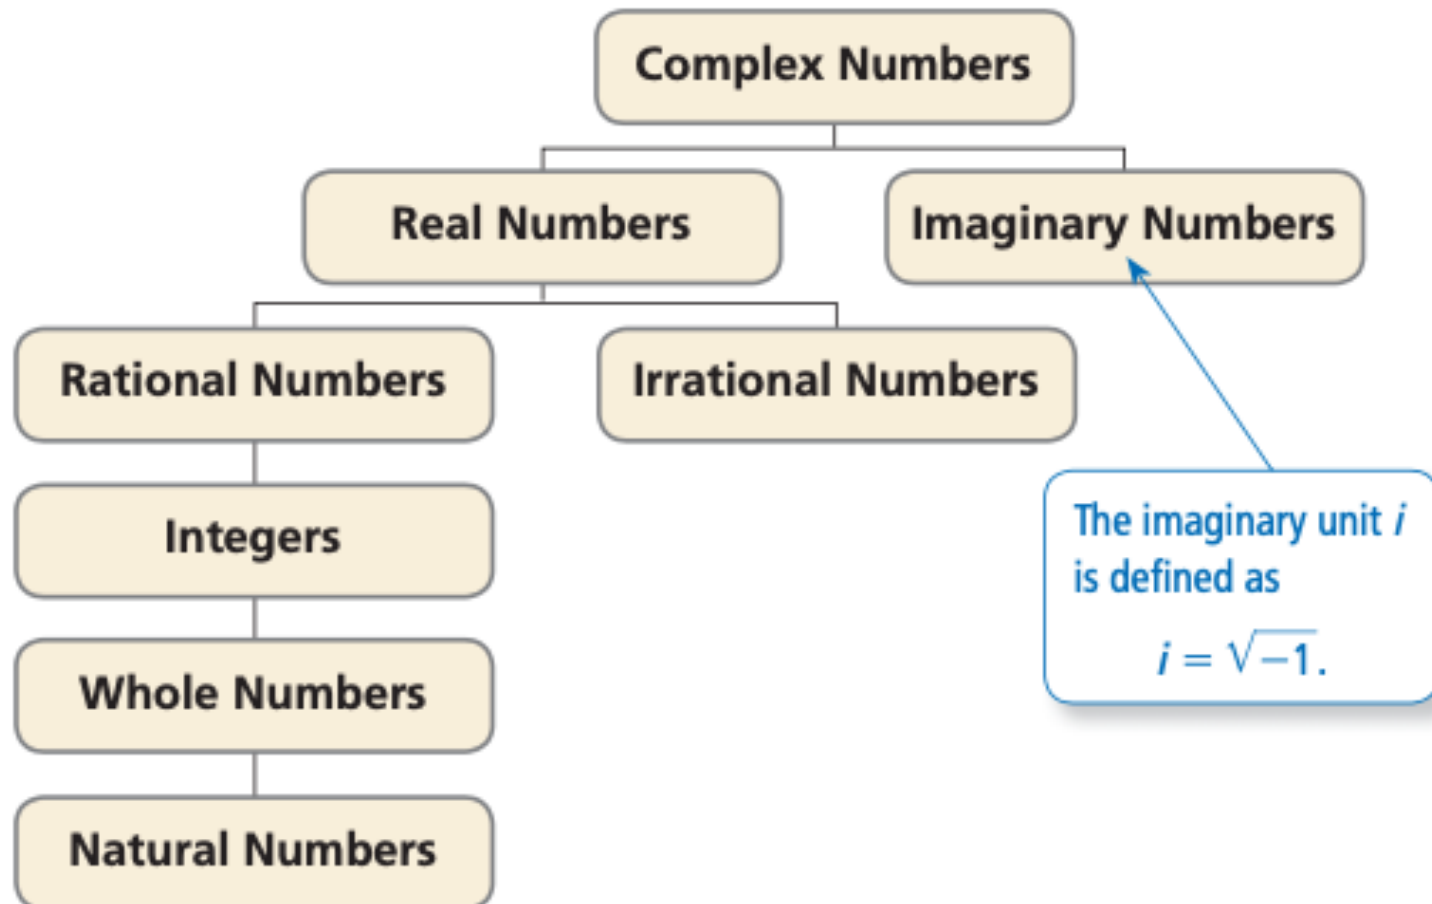 Complex Numbers
Real Numbers
Imaginary Numbers
Rational Numbers
Irrational Numbers
Integers
The imaginary unit i
is defined as
i = √−1.
Whole Numbers
Natural Numbers